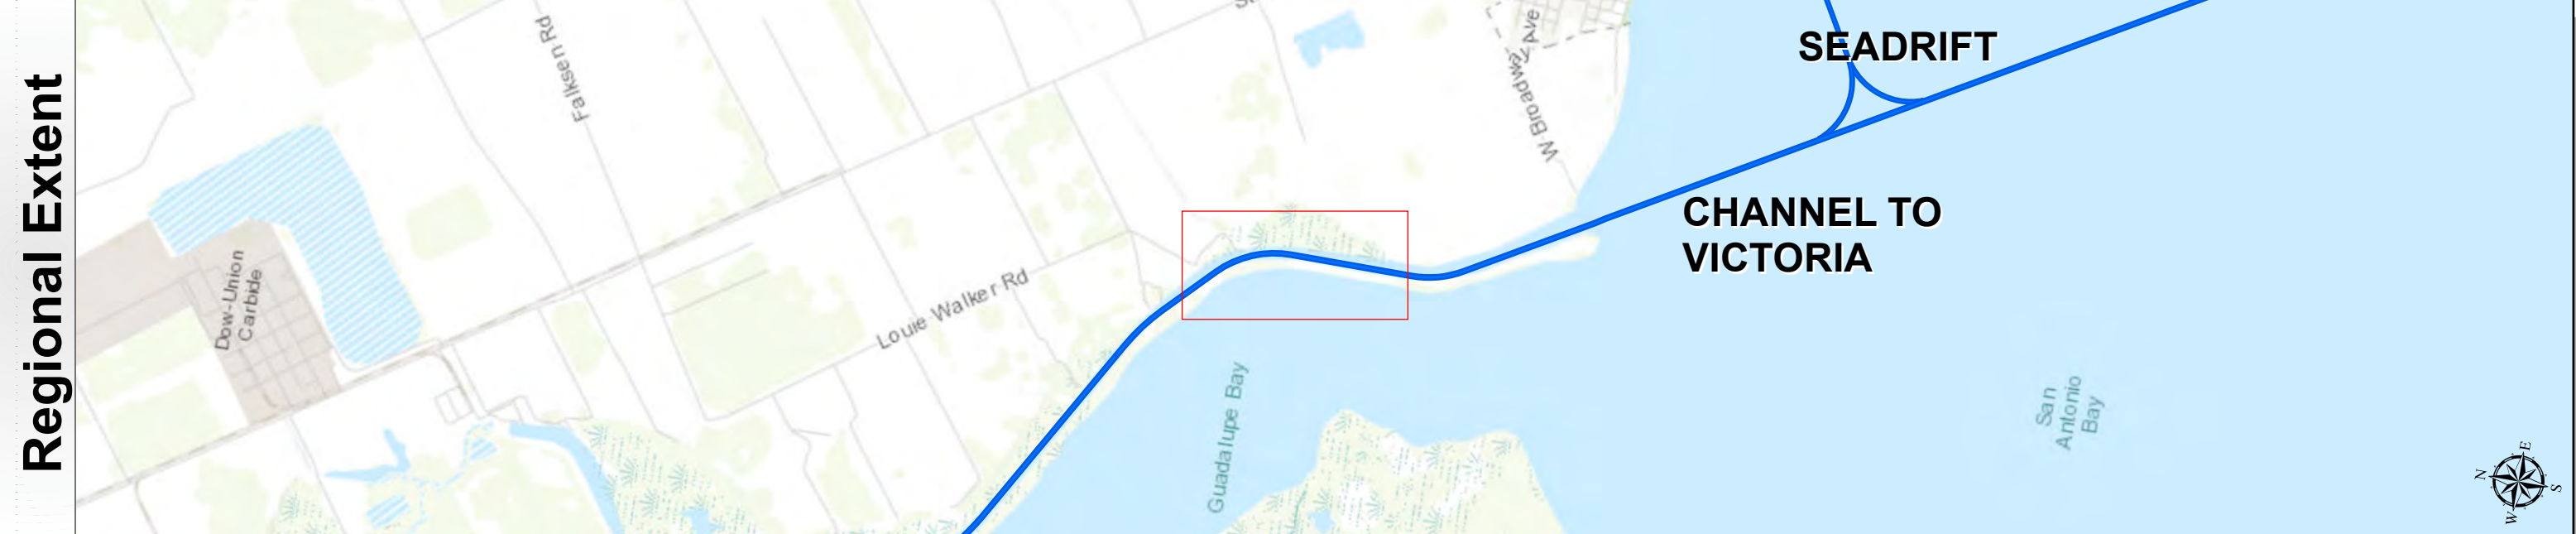 Regional Extent
Falksen Rd
W Broadway Ave
SEADRIFT
CHANNEL TO
VICTORIA
Dow-Union
Carbide
Louie Walker Rd
Guadalupe Bay
San
Antonio
Bay
N
E
S
W